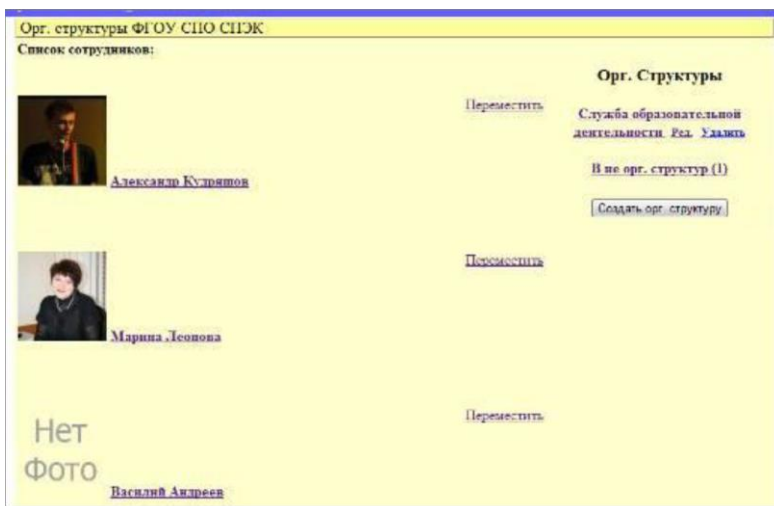 Орг. структуры ФГОУ СПО СПЭК
Список сотрудников:
Переместить
Александр Кудряшов
Переместить
Марина Леонова
Переместить
Нет
Фото
Василий Андреев
Орг. Структуры
Служба образовательной
деятельности Ред. Удалить
В не орг. структур (1)
Создать орг. структуру